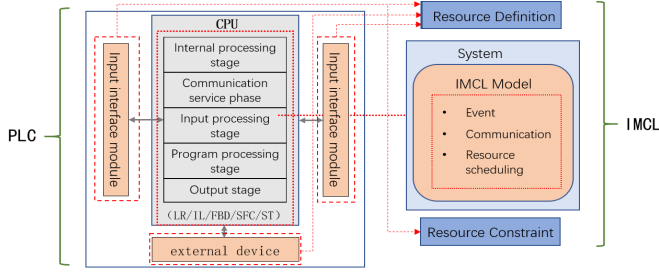 PLC
CPU
Input interface module
Internal processing
stage
Communication
service phase
Input processing
stage
Program processing
stage
Output stage
(LR/IL/FBD/SFC/ST)
Input interface module
external device
Resource Definition
System
IMCL Model
• Event
• Communication
• Resource
scheduling
Resource Constraint
IMCL